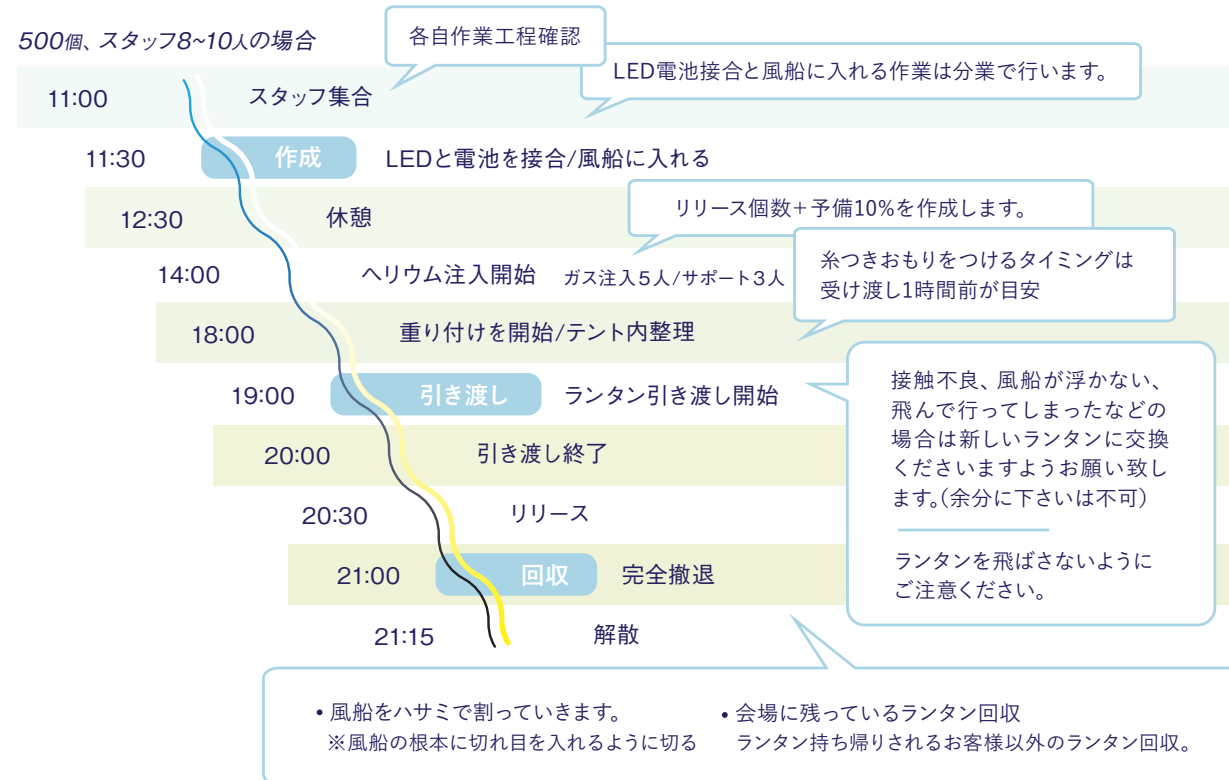 500個、スタッフ8~10人の場合
各自作業工程確認
LED電池接合と風船に入れる作業は分業で行います。
11:00 スタッフ集合
11:30 作成 LEDと電池を接合/風船に入れる
12:30 休憩
リリース個数＋予備10%を作成します。
14:00 ヘリウム注入開始 ガス注入5人/サポート3人
糸つきおもりをつけるタイミングは
受け渡し1時間前が目安
18:00 重り付けを開始/テント内整理
19:00 引き渡し ランタン引き渡し開始
接触不良、風船が浮かない、
飛んで行ってしまったなどの
場合は新しいランタンに交換
くださいますようお願い致し
ます。(余分に下さいは不可)
ランタンを飛ばさないように
ご注意ください。
20:00 引き渡し終了
20:30 リリース
21:00 回収 完全撤退
21:15 解散
・風船をハサミで割っていきます。
※風船の根本に切れ目を入れるように切る
・会場に残っているランタン回収
ランタン持ち帰りされるお客様以外のランタン回収。